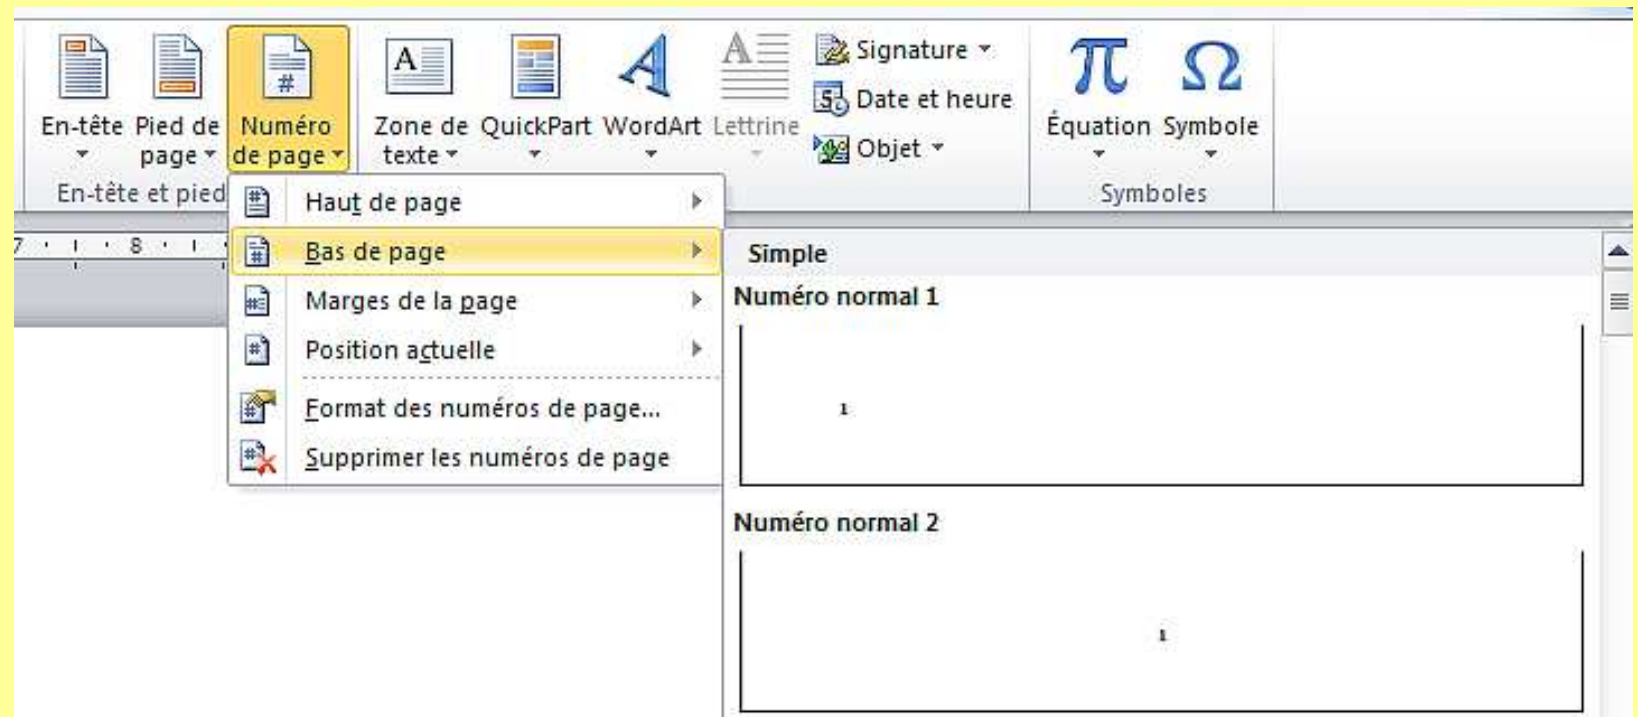 En-tête
Pied de page
Numéro de page
Zone de texte
QuickPart
WordArt
Lettrine
Signature
Date et heure
Objet
Équation
Symbole
En-tête et pied
Symboles
7 · ı · 8 · ı
Haut de page
Bas de page
Marges de la page
Position actuelle
Format des numéros de page...
Supprimer les numéros de page
Simple
Numéro normal 1
1
Numéro normal 2
1